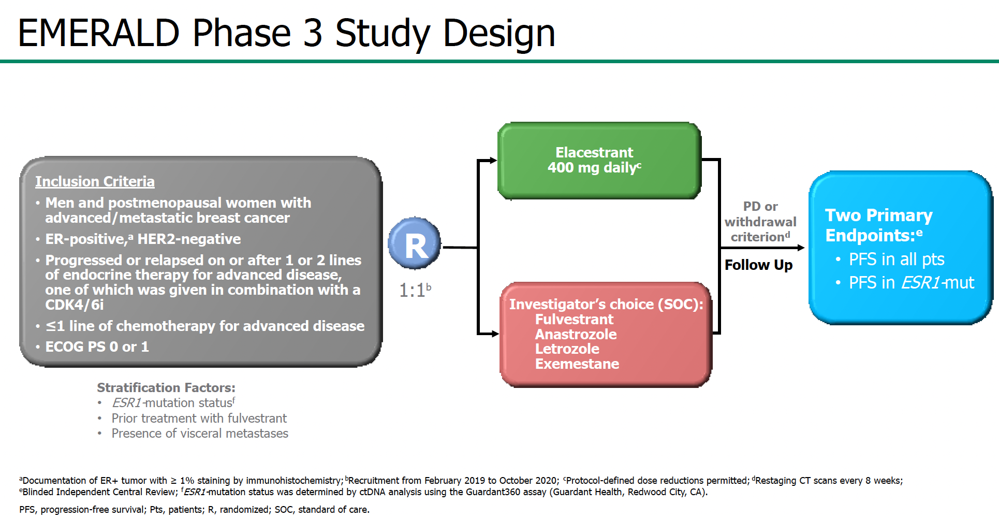 EMERALD Phase 3 Study Design
Inclusion Criteria
• Men and postmenopausal women with
advanced/metastatic breast cancer
• ER-positive,ᵃ HER2-negative
• Progressed or relapsed on or after 1 or 2 lines
of endocrine therapy for advanced disease,
one of which was given in combination with a
CDK4/6i
• ≤1 line of chemotherapy for advanced disease
• ECOG PS 0 or 1
Stratification Factors:
• ESR1-mutation statusᶠ
• Prior treatment with fulvestrant
• Presence of visceral metastases
R
1:1ᵇ
Elacestrant
400 mg dailyᶜ
Investigator’s choice (SOC):
Fulvestrant
Anastrozole
Letrozole
Exemestane
PD or
withdrawal
criterionᵈ
Follow Up
Two Primary
Endpoints:ᵉ
• PFS in all pts
• PFS in ESR1-mut
ᵃDocumentation of ER+ tumor with ≥ 1% staining by immunohistochemistry; ᵇRecruitment from February 2019 to October 2020; ᶜProtocol-defined dose reductions permitted; ᵈRestaging CT scans every 8 weeks;
ᵉBlinded Independent Central Review; ᶠESR1-mutation status was determined by ctDNA analysis using the Guardant360 assay (Guardant Health, Redwood City, CA).
PFS, progression-free survival; Pts, patients; R, randomized; SOC, standard of care.